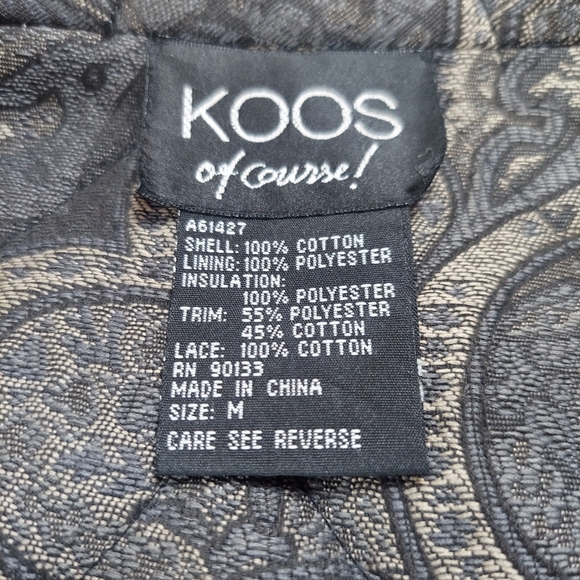 KOOS
of course!
A61427
SHELL: 100% COTTON
LINING: 100% POLYESTER
INSULATION:
100% POLYESTER
TRIM: 55% POLYESTER
45% COTTON
LACE: 100% COTTON
RN 90133
MADE IN CHINA
SIZE: M
CARE SEE REVERSE